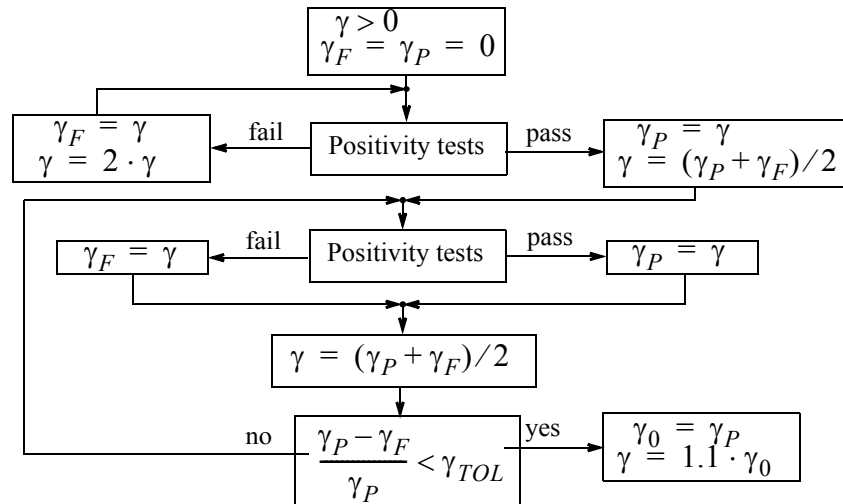 γ > 0
γ_F = γ_P = 0
fail
pass
γ_F = γ
γ = 2 · γ
Positivity tests
γ_P = γ
γ = (γ_P + γ_F)/2
fail
pass
γ_F = γ
Positivity tests
γ_P = γ
γ = (γ_P + γ_F)/2
no
yes
γ_P − γ_F
γ_P
< γ_TOL
γ_0 = γ_P
γ = 1.1 · γ_0